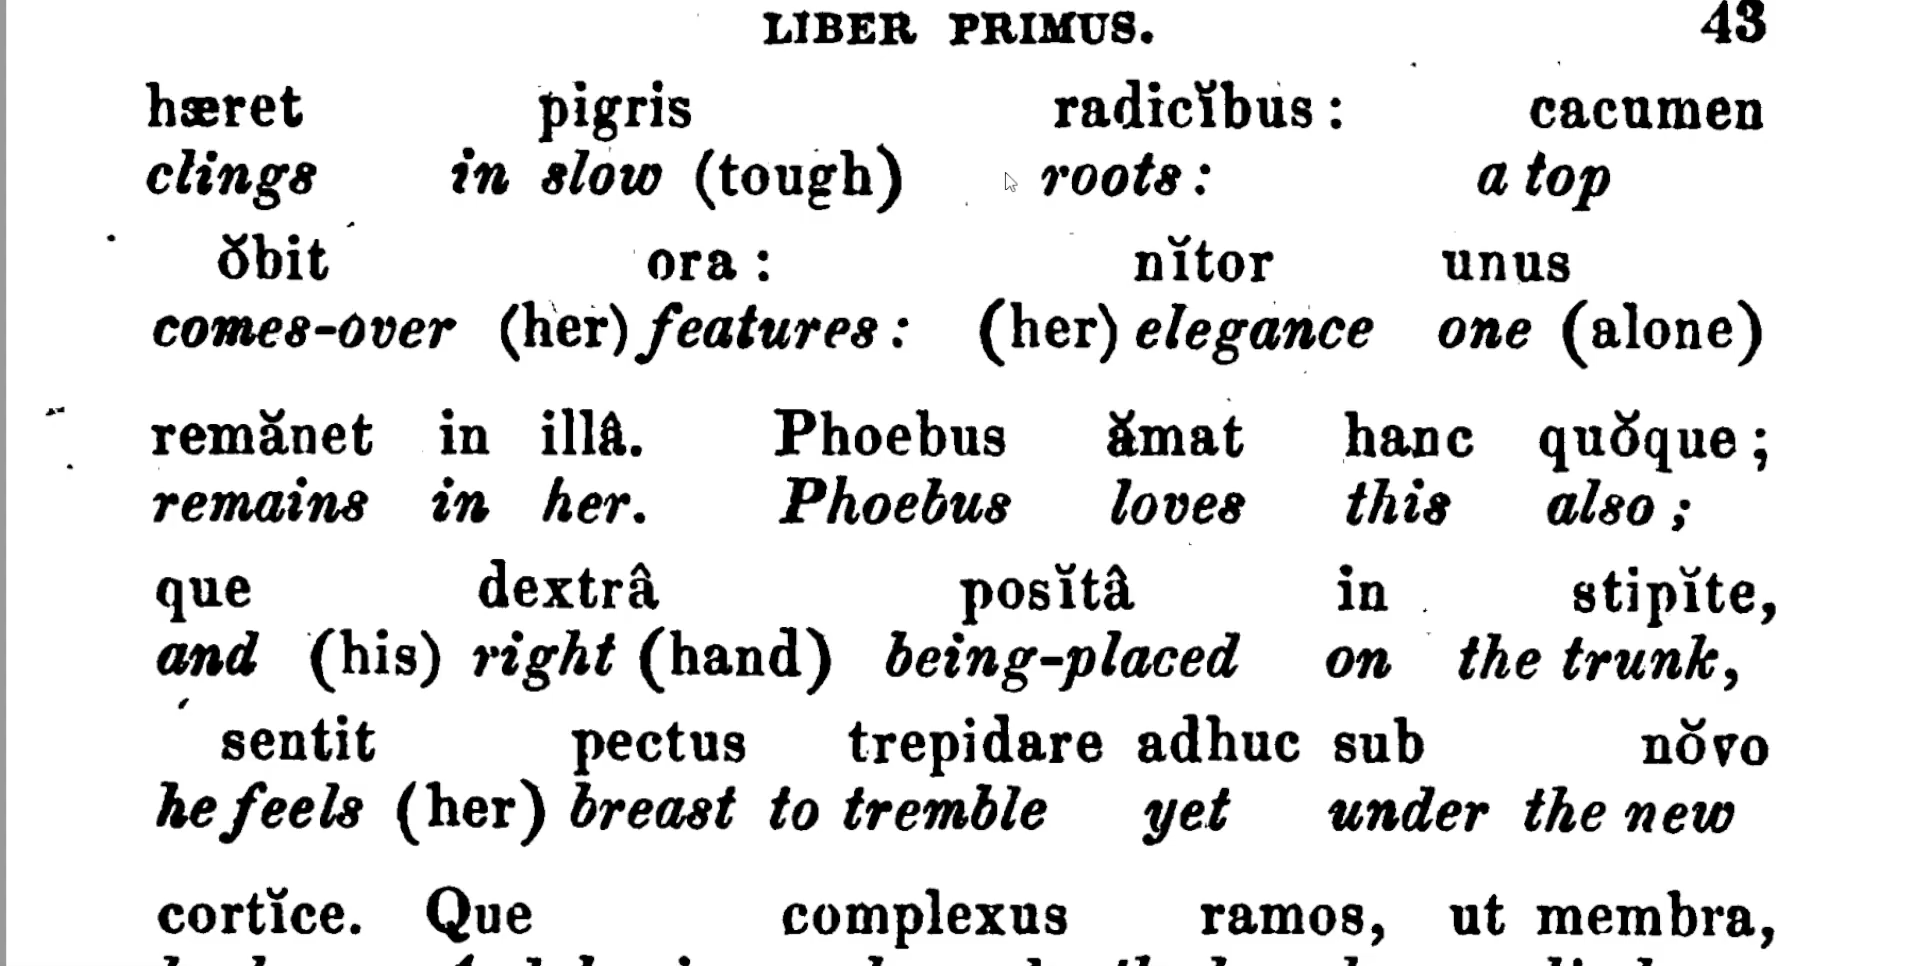 LIBER PRIMUS. 43
hæret pigris radicĭbus: cacumen
clings in slow (tough) roots: a top
ŏbit ora: nĭtor unus
comes-over (her) features: (her) elegance one (alone)
remănet in illâ. Phoebus ămat hanc quŏque;
remains in her. Phoebus loves this also;
que dextrâ posĭtâ in stipĭte,
and (his) right (hand) being-placed on the trunk,
sentit pectus trepidare adhuc sub nŏvo
he feels (her) breast to tremble yet under the new
cortĭce. Que complexus ramos, ut membra,